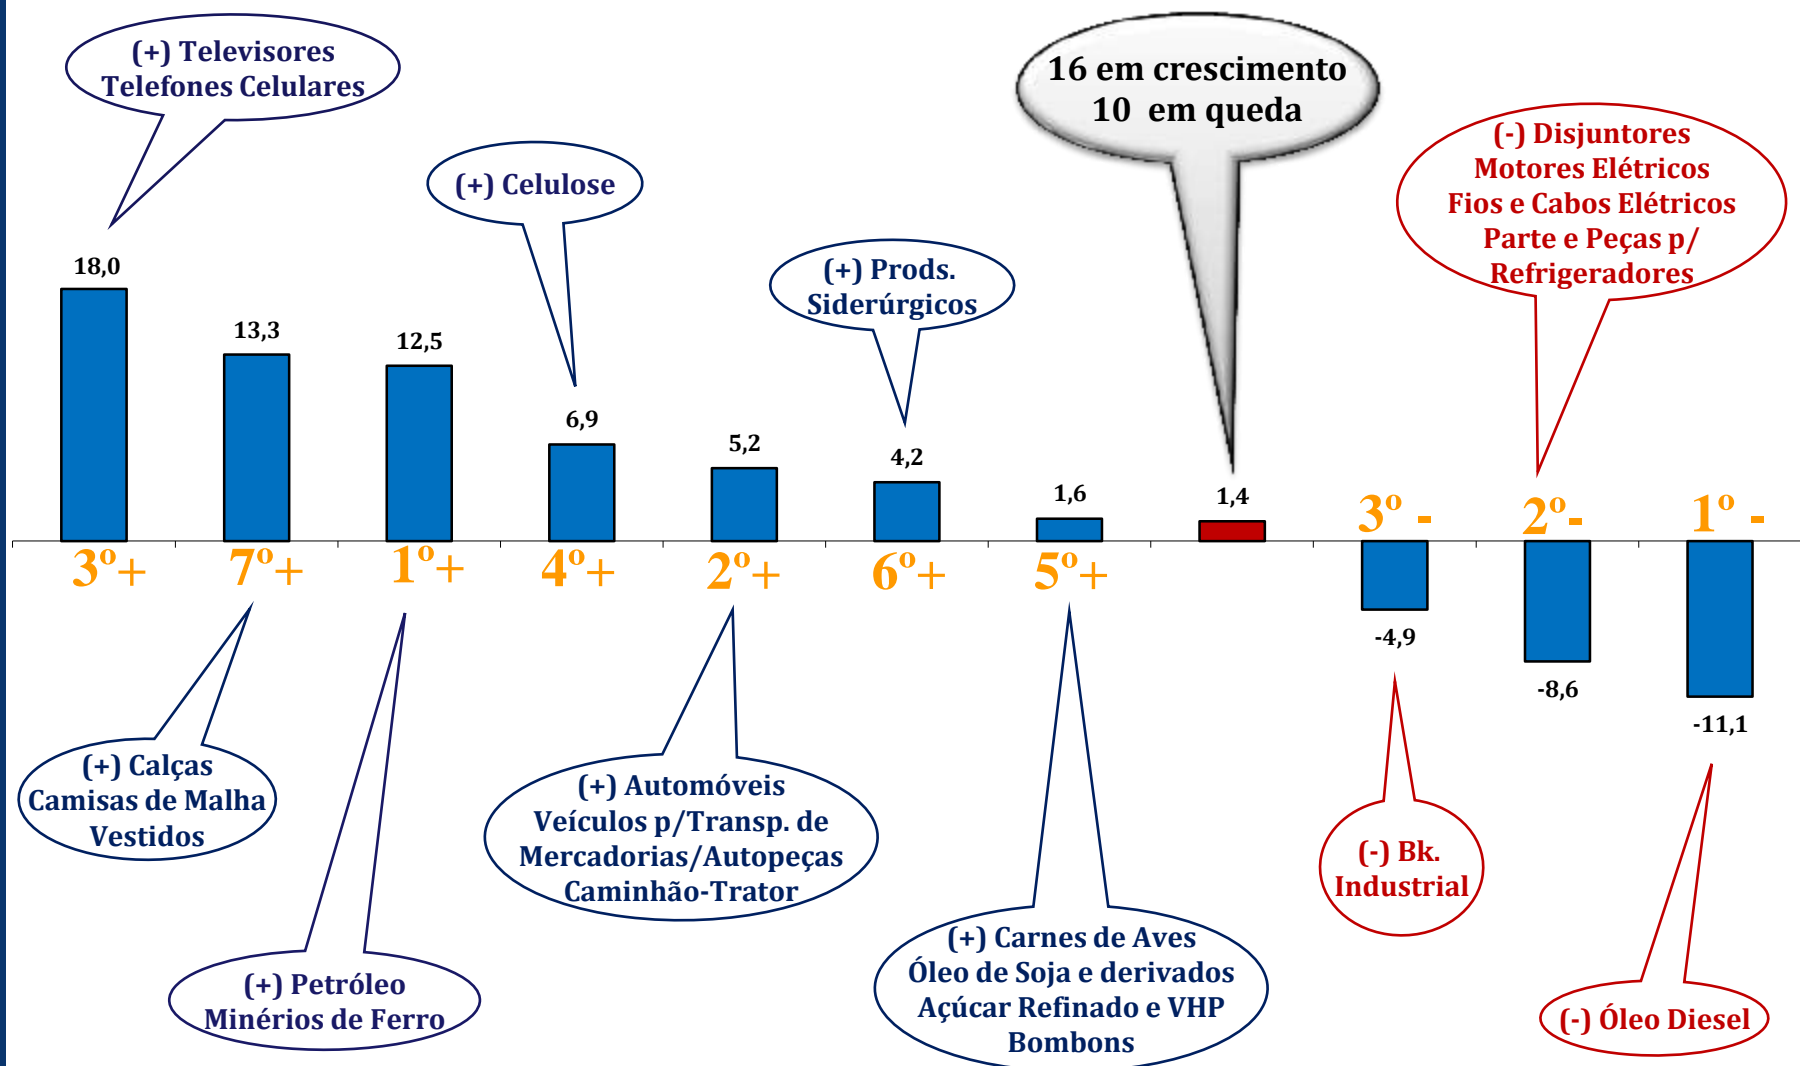 (+) Televisores
Telefones Celulares
16 em crescimento
10 em queda
(-) Disjuntores
Motores Elétricos
Fios e Cabos Elétricos
Parte e Peças p/
Refrigeradores
(+) Celulose
(+) Prods.
Siderúrgicos
18,0
13,3
12,5
6,9
5,2
4,2
1,6
1,4
3º -
2º-
1º -
3º+
7º+
1º+
4º+
2º+
6º+
5º+
-4,9
-8,6
-11,1
(+) Calças
Camisas de Malha
Vestidos
(+) Automóveis
Veículos p/Transp. de
Mercadorias/Autopeças
Caminhão-Trator
(-) Bk.
Industrial
(+) Petróleo
Minérios de Ferro
(+) Carnes de Aves
Óleo de Soja e derivados
Açúcar Refinado e VHP
Bombons
(-) Óleo Diesel